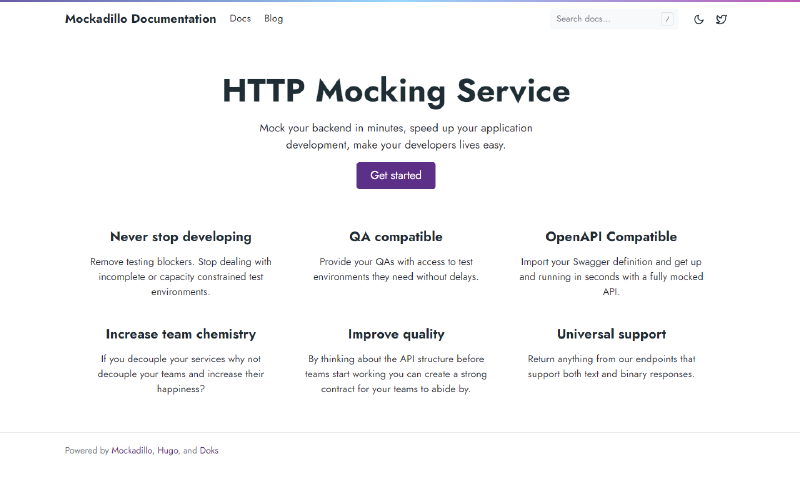 Mockadillo Documentation Docs Blog Search docs... /
HTTP Mocking Service
Mock your backend in minutes, speed up your application
development, make your developers lives easy.
Get started
Never stop developing
Remove testing blockers. Stop dealing with
incomplete or capacity constrained test
environments.
QA compatible
Provide your QAs with access to test
environments they need without delays.
OpenAPI Compatible
Import your Swagger definition and get up
and running in seconds with a fully mocked
API.
Increase team chemistry
If you decouple your services why not
decouple your teams and increase their
happiness?
Improve quality
By thinking about the API structure before
teams start working you can create a strong
contract for your teams to abide by.
Universal support
Return anything from our endpoints that
support both text and binary responses.
Powered by Mockadillo, Hugo, and Doks